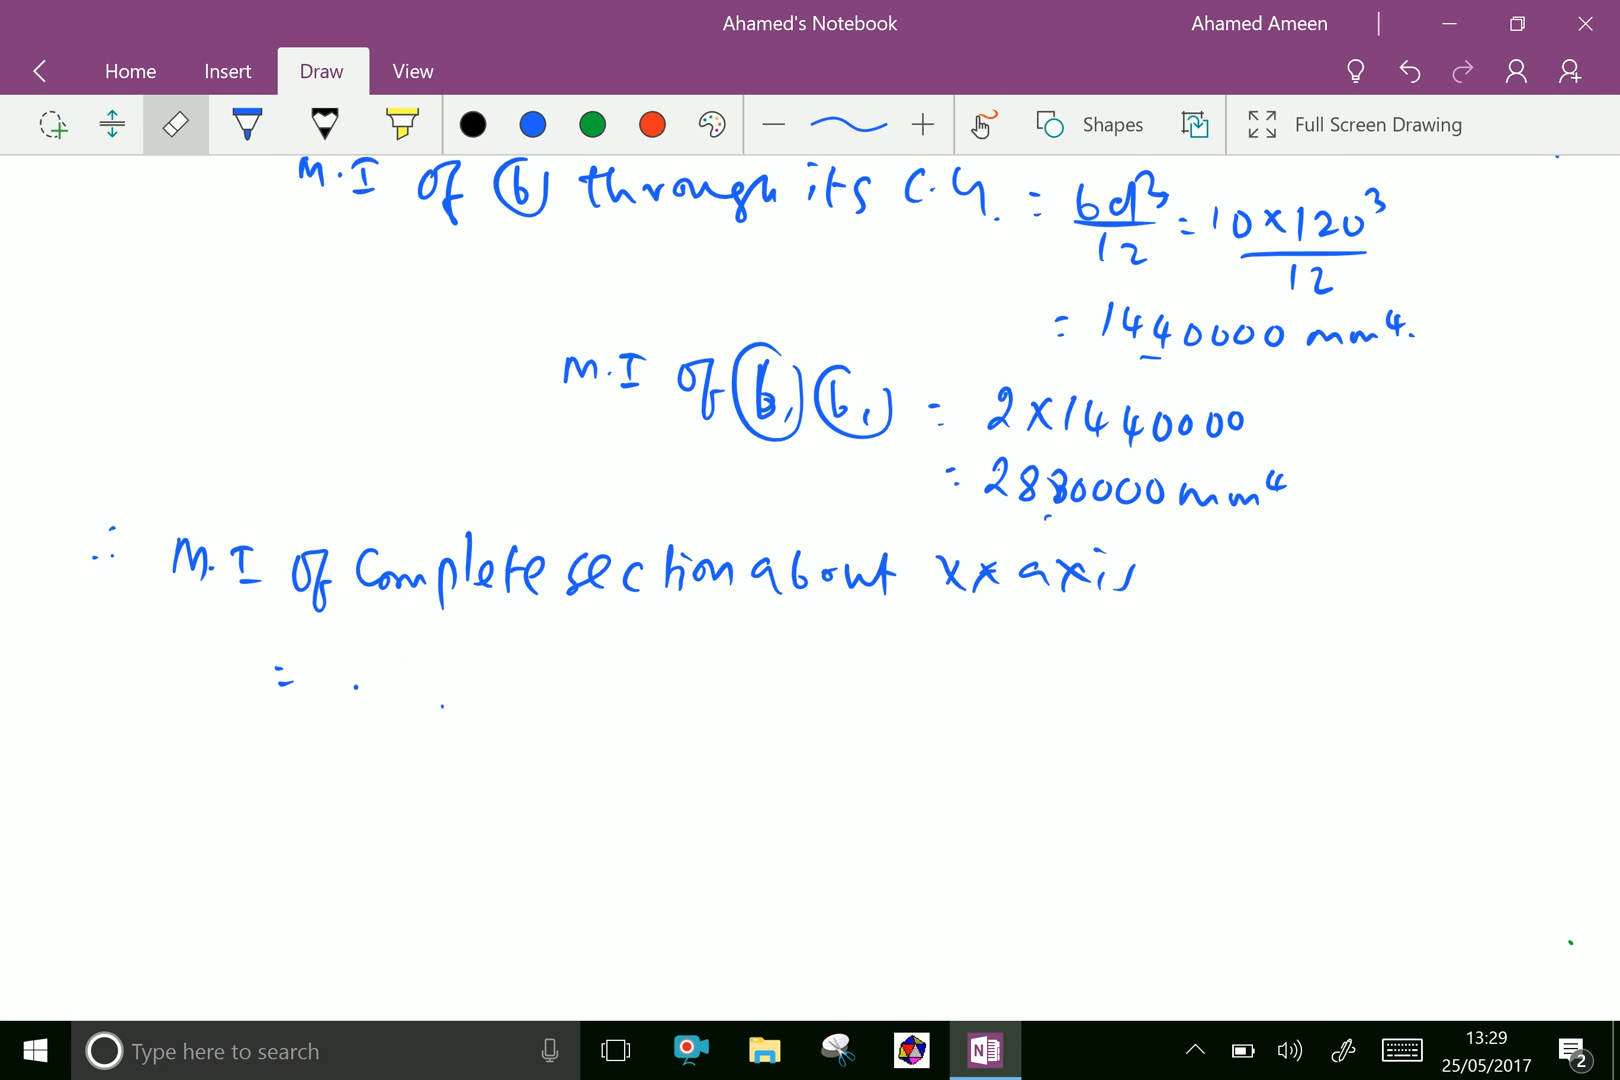 Ahamed's Notebook
Ahamed Ameen
Home Insert Draw View
Shapes Full Screen Drawing
M.I of (b) through its C.G. = bd³/12 = 10×120³/12
= 1440000 mm⁴.
M.I of (b₁)(b₁) = 2×1440000
= 2880000 mm⁴
∴ M.I of Complete section about xx axis
=
Type here to search
13:29
25/05/2017
2